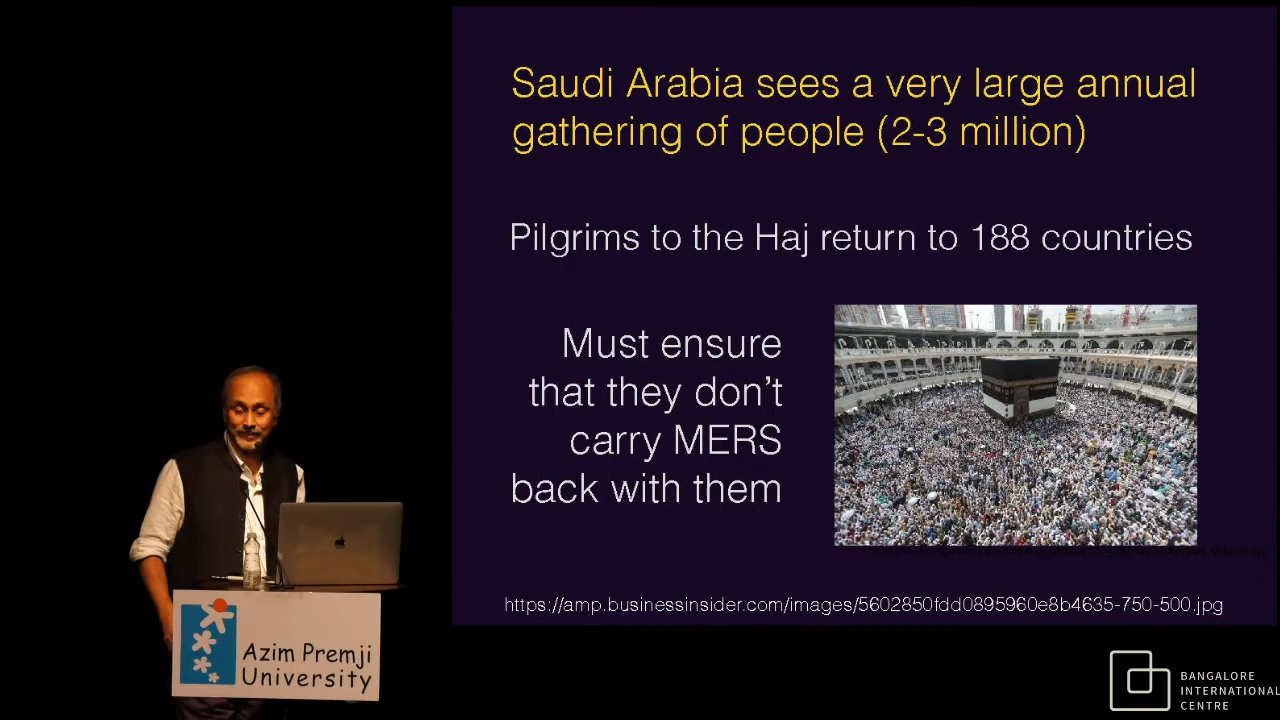 Saudi Arabia sees a very large annual
gathering of people (2-3 million)
Pilgrims to the Haj return to 188 countries
Must ensure
that they don't
carry MERS
back with them
https://amp.businessinsider.com/images/5602850fdd0895960e8b4635-750-500.jpg
Azim Premji
University
BANGALORE
INTERNATIONAL
CENTRE